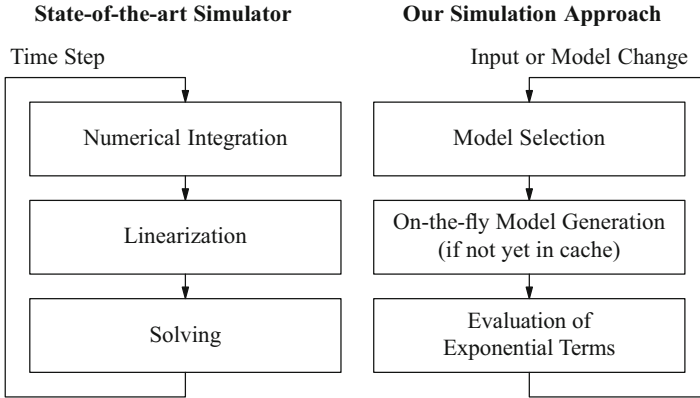 State-of-the-art Simulator
Time Step
Numerical Integration
Linearization
Solving
Our Simulation Approach
Input or Model Change
Model Selection
On-the-fly Model Generation
(if not yet in cache)
Evaluation of
Exponential Terms